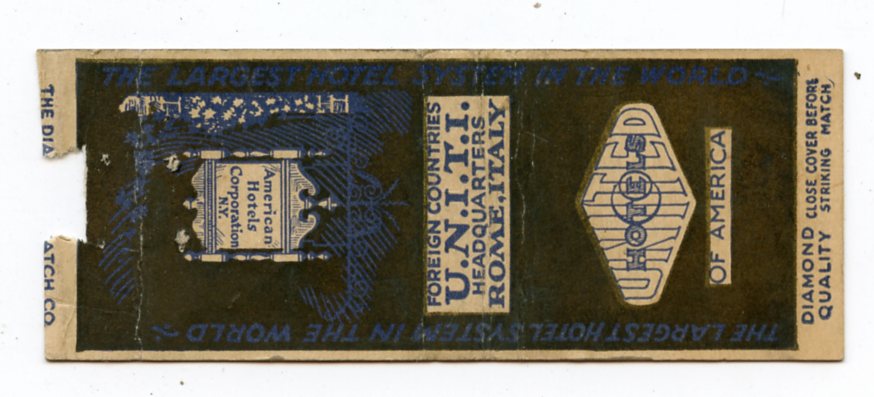 THE LARGEST HOTEL SYSTEM IN THE WORLD
American
Hotels
Corporation
N.Y.
FOREIGN COUNTRIES
U.N.I.T.I.
HEADQUARTERS
ROME, ITALY
UNITED
HOTELS
OF AMERICA
THE LARGEST HOTEL SYSTEM IN THE WORLD
DIAMOND CLOSE COVER BEFORE
QUALITY STRIKING MATCH
THE DIA
ATCH CO.